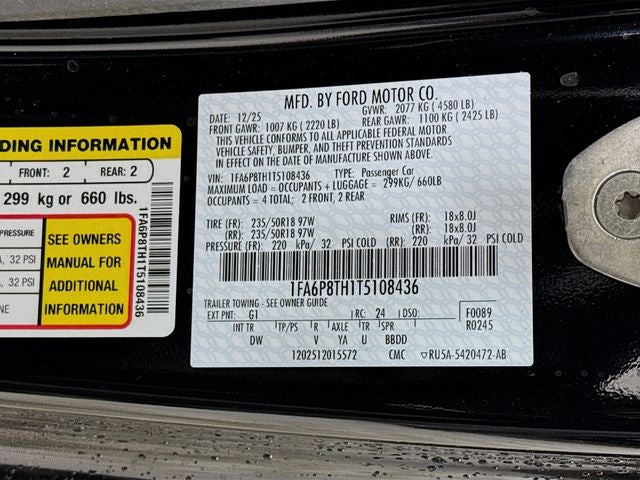 DING INFORMATION
FRONT: 2 REAR: 2
299 kg or 660 lbs.
PRESSURE
, 32 PSI
, 32 PSI
NE
SEE OWNERS
MANUAL FOR
ADDITIONAL
INFORMATION
1FA6P8TH1T5108436
MFD. BY FORD MOTOR CO.
DATE: 12/25 GVWR: 2077 KG ( 4580 LB)
FRONT GAWR: 1007 KG ( 2220 LB) REAR GAWR: 1100 KG ( 2425 LB)
THIS VEHICLE CONFORMS TO ALL APPLICABLE FEDERAL MOTOR
VEHICLE SAFETY, BUMPER, AND THEFT PREVENTION STANDARDS
IN EFFECT ON THE DATE OF MANUFACTURE SHOWN ABOVE.
VIN: 1FA6P8TH1T5108436 TYPE: Passenger Car
MAXIMUM LOAD = OCCUPANTS + LUGGAGE = 299KG/ 660LB
OCCUPANTS = 4 TOTAL; 2 FRONT, 2 REAR
TIRE (FR): 235/50R18 97W RIMS (FR): 18x8.0J
(RR): 235/50R18 97W (RR): 18x8.0J
PRESSURE (FR): 220 kPa/ 32 PSI COLD (RR): 220 kPa/ 32 PSI COLD
1FA6P8TH1T5108436
TRAILER TOWING - SEE OWNER GUIDE
EXT PNT: G1 RC: 24 DSO: F0089
INT TR TP/PS R AXLE TR SPR R0245
DW V YA U BBDD
1202512015572 CMC ▽RU5A-5420472-AB